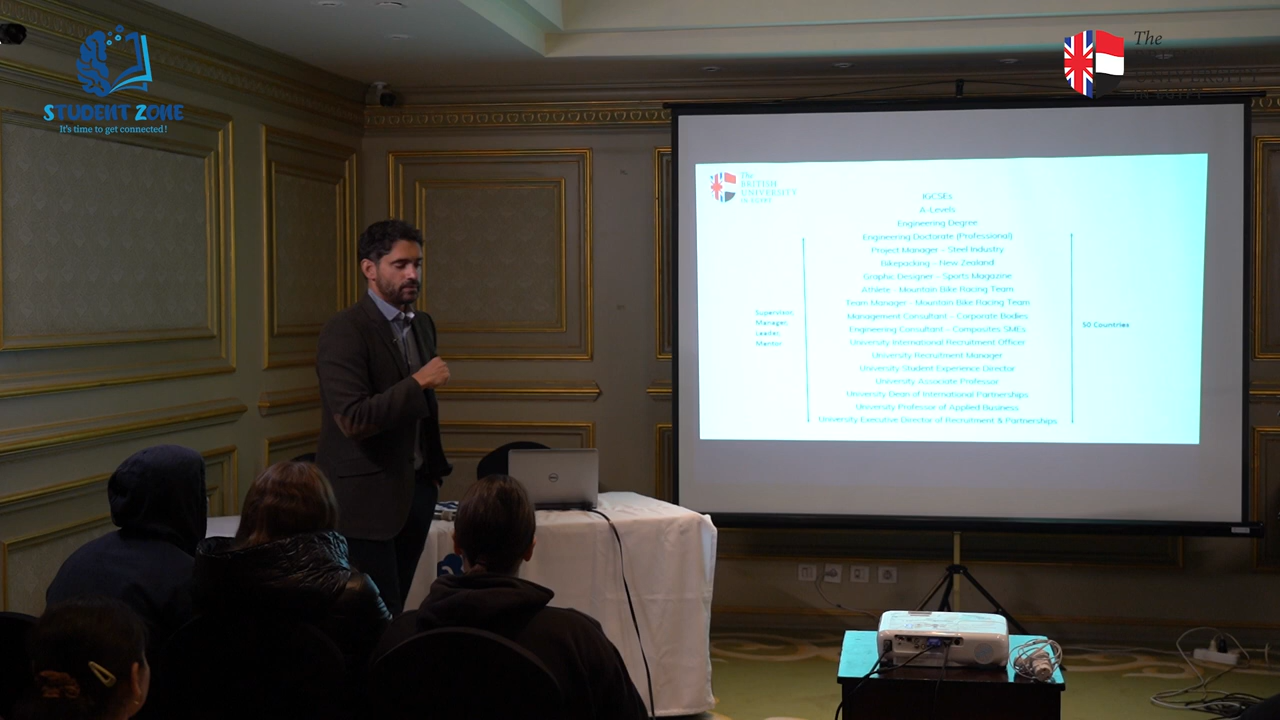 STUDENT ZONE
It's time to get connected!
The
UNIVERSITY
IN EGYPT
The
BRITISH
UNIVERSITY
IN EGYPT
IGCSEs
A-Levels
Engineering Degree
Engineering Doctorate (Professional)
Project Manager – Steel Industry
Bikepacking – New Zealand
Graphic Designer – Sports Magazine
Athlete – Mountain Bike Racing Team
Team Manager – Mountain Bike Racing Team
Management Consultant – Corporate Bodies
Engineering Consultant – Composites SMEs
University International Recruitment Officer
University Recruitment Manager
University Student Experience Director
University Associate Professor
University Dean of International Partnerships
University Professor of Applied Business
University Executive Director of Recruitment & Partnerships
Supervisor
Manager
Leader
Mentor
50 Countries
DELL